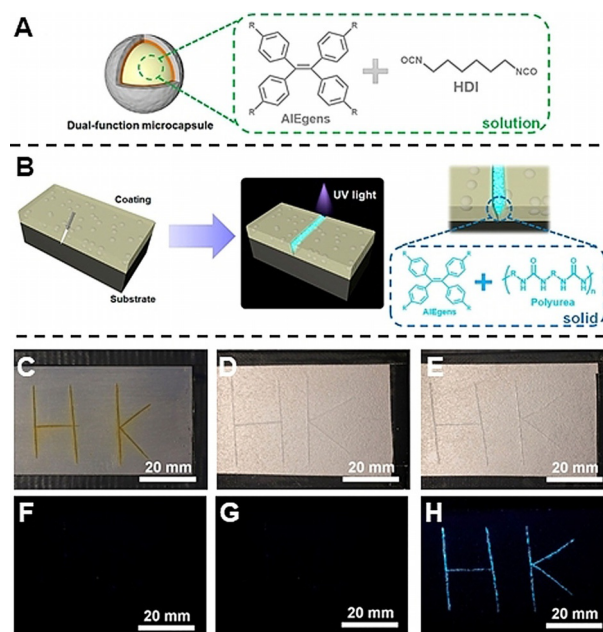 A
R
R
R
R
AIEgens
OCN
NCO
HDI
Dual-function microcapsule
solution
B
Coating
Substrate
UV light
R
R
R
R
AIEgens
O
O
R
N
H
N
H
R
N
H
N
H
n
Polyurea
solid
C
H K
20 mm
D
H K
20 mm
E
H K
20 mm
F
20 mm
G
20 mm
H
H K
20 mm